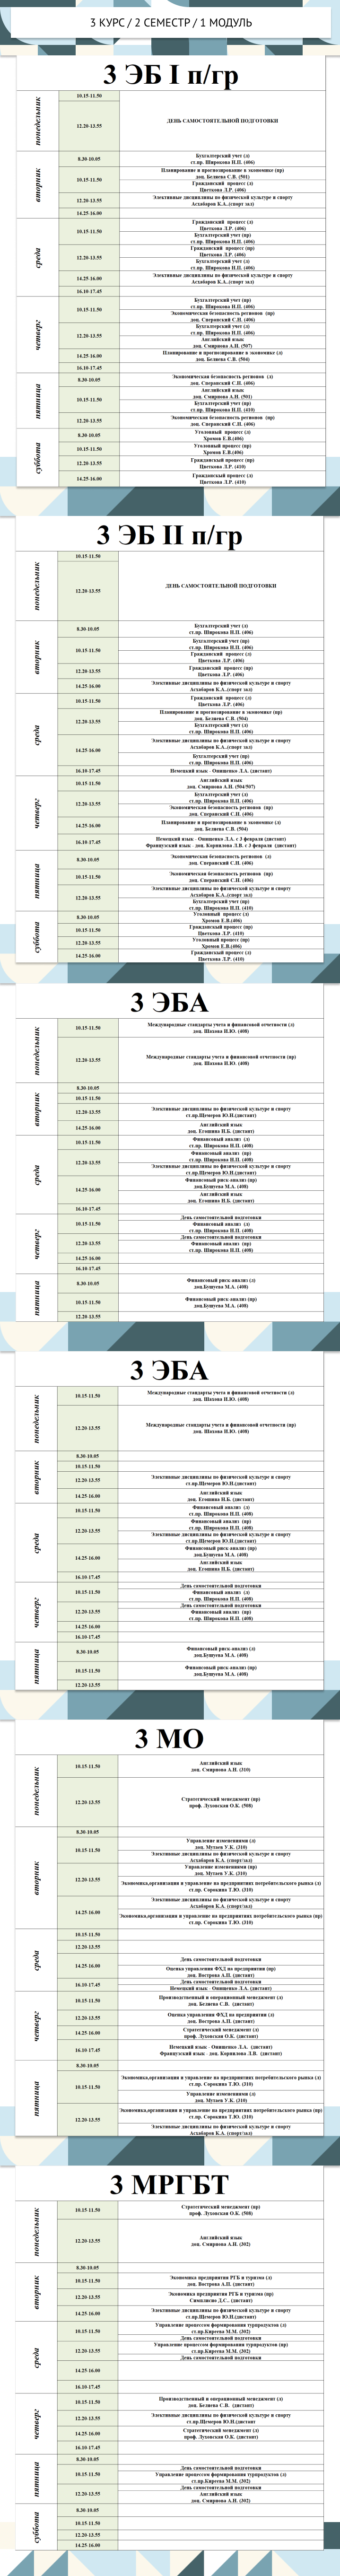 3 КУРС / 2 СЕМЕСТР / 1 МОДУЛЬ
3 ЭБ I п/гр
понедельник
10.15-11.50
12.20-13.55
ДЕНЬ САМОСТОЯТЕЛЬНОЙ ПОДГОТОВКИ
вторник
8.30-10.05
Бухгалтерский учет (л)
ст.пр. Широкова Н.П. (406)
10.15-11.50
Планирование и прогнозирование в экономике (пр)
доц. Беляева С.В. (501)
Гражданский процесс (л)
Цветкова Л.Р. (406)
12.20-13.55
Элективные дисциплины по физической культуре и спорту
Асхабаров К.А.(спорт зал)
14.25-16.00
среда
10.15-11.50
Гражданский процесс (л)
Цветкова Л.Р. (406)
Бухгалтерский учет (пр)
ст.пр. Широкова Н.П. (406)
12.20-13.55
Гражданский процесс (пр)
Цветкова Л.Р. (406)
Бухгалтерский учет (л)
ст.пр. Широкова Н.П. (406)
14.25-16.00
Элективные дисциплины по физической культуре и спорту
Асхабаров К.А.(спорт зал)
16.10-17.45
четверг
10.15-11.50
Бухгалтерский учет (пр)
ст.пр. Широкова Н.П. (406)
Экономическая безопасность регионов (пр)
доц. Сперанский С.Н. (406)
12.20-13.55
Бухгалтерский учет (л)
ст.пр. Широкова Н.П. (406)
Английский язык
доц. Смирнова А.Н. (507)
14.25-16.00
Планирование и прогнозирование в экономике (л)
доц. Беляева С.В. (504)
16.10-17.45
пятница
8.30-10.05
Экономическая безопасность регионов (л)
доц. Сперанский С.Н. (406)
10.15-11.50
Английский язык
доц. Смирнова А.Н. (501)
Бухгалтерский учет (пр)
ст.пр. Широкова Н.П. (410)
12.20-13.55
Экономическая безопасность регионов (пр)
доц. Сперанский С.Н. (406)
суббота
8.30-10.05
Уголовный процесс (л)
Хромов Е.В.(406)
10.15-11.50
Уголовный процесс (пр)
Хромов Е.В.(406)
12.20-13.55
Гражданский процесс (пр)
Цветкова Л.Р. (410)
14.25-16.00
Гражданский процесс (л)
Цветкова Л.Р. (410)
3 ЭБ II п/гр
понедельник
10.15-11.50
12.20-13.55
ДЕНЬ САМОСТОЯТЕЛЬНОЙ ПОДГОТОВКИ
вторник
8.30-10.05
Бухгалтерский учет (л)
ст.пр. Широкова Н.П. (406)
10.15-11.50
Бухгалтерский учет (пр)
ст.пр. Широкова Н.П. (406)
Гражданский процесс (л)
Цветкова Л.Р. (406)
12.20-13.55
Гражданский процесс (пр)
Цветкова Л.Р. (406)
14.25-16.00
Элективные дисциплины по физической культуре и спорту
Асхабаров К.А.(спорт зал)
среда
10.15-11.50
Гражданский процесс (л)
Цветкова Л.Р. (406)
12.20-13.55
Планирование и прогнозирование в экономике (пр)
доц. Беляева С.В. (504)
Бухгалтерский учет (л)
ст.пр. Широкова Н.П. (406)
14.25-16.00
Элективные дисциплины по физической культуре и спорту
Асхабаров К.А.(спорт зал)
Бухгалтерский учет (пр)
ст.пр. Широкова Н.П. (406)
16.10-17.45
Немецкий язык - Онищенко Л.А. (дистант)
четверг
10.15-11.50
Английский язык
доц. Смирнова А.Н. (504/507)
12.20-13.55
Бухгалтерский учет (л)
ст.пр. Широкова Н.П. (406)
Экономическая безопасность регионов (пр)
доц. Сперанский С.Н. (406)
14.25-16.00
Планирование и прогнозирование в экономике (л)
доц. Беляева С.В. (504)
16.10-17.45
Немецкий язык - Онищенко Л.А. с 3 февраля (дистант)
Французский язык - доц. Корнилова Л.В. с 3 февраля (дистант)
пятница
8.30-10.05
Экономическая безопасность регионов (л)
доц. Сперанский С.Н. (406)
10.15-11.50
Экономическая безопасность регионов (пр)
доц. Сперанский С.Н. (406)
12.20-13.55
Элективные дисциплины по физической культуре и спорту
Асхабаров К.А.(спорт зал)
Бухгалтерский учет (пр)
ст.пр. Широкова Н.П. (410)
суббота
8.30-10.05
Уголовный процесс (л)
Хромов Е.В.(406)
10.15-11.50
Гражданский процесс (пр)
Цветкова Л.Р. (410)
12.20-13.55
Уголовный процесс (пр)
Хромов Е.В.(406)
14.25-16.00
Гражданский процесс (л)
Цветкова Л.Р. (410)
3 ЭБА
понедельник
10.15-11.50
Международные стандарты учета и финансовой отчетности (л)
доц. Шахова И.Ю. (408)
12.20-13.55
Международные стандарты учета и финансовой отчетности (пр)
доц. Шахова И.Ю. (408)
вторник
8.30-10.05
10.15-11.50
12.20-13.55
Элективные дисциплины по физической культуре и спорту
ст.пр.Щемеров Ю.Н.(дистант)
14.25-16.00
Английский язык
доц. Егошина Н.Б. (дистант)
среда
10.15-11.50
Финансовый анализ (л)
ст.пр. Широкова Н.П. (408)
12.20-13.55
Финансовый анализ (пр)
ст.пр. Широкова Н.П. (408)
Элективные дисциплины по физической культуре и спорту
ст.пр.Щемеров Ю.Н.(дистант)
14.25-16.00
Финансовый риск-анализ (пр)
доц.Бушуева М.А. (408)
Английский язык
доц. Егошина Н.Б. (дистант)
16.10-17.45
четверг
10.15-11.50
День самостоятельной подготовки
Финансовый анализ (л)
ст.пр. Широкова Н.П. (408)
12.20-13.55
День самостоятельной подготовки
Финансовый анализ (пр)
ст.пр. Широкова Н.П. (408)
14.25-16.00
16.10-17.45
пятница
8.30-10.05
Финансовый риск-анализ (л)
доц.Бушуева М.А. (408)
10.15-11.50
Финансовый риск-анализ (пр)
доц.Бушуева М.А. (408)
12.20-13.55
3 ЭБА
понедельник
10.15-11.50
Международные стандарты учета и финансовой отчетности (л)
доц. Шахова И.Ю. (408)
12.20-13.55
Международные стандарты учета и финансовой отчетности (пр)
доц. Шахова И.Ю. (408)
вторник
8.30-10.05
10.15-11.50
12.20-13.55
Элективные дисциплины по физической культуре и спорту
ст.пр.Щемеров Ю.Н.(дистант)
14.25-16.00
Английский язык
доц. Егошина Н.Б. (дистант)
среда
10.15-11.50
Финансовый анализ (л)
ст.пр. Широкова Н.П. (408)
12.20-13.55
Финансовый анализ (пр)
ст.пр. Широкова Н.П. (408)
Элективные дисциплины по физической культуре и спорту
ст.пр.Щемеров Ю.Н.(дистант)
14.25-16.00
Финансовый риск-анализ (пр)
доц.Бушуева М.А. (408)
Английский язык
доц. Егошина Н.Б. (дистант)
16.10-17.45
четверг
10.15-11.50
День самостоятельной подготовки
Финансовый анализ (л)
ст.пр. Широкова Н.П. (408)
12.20-13.55
День самостоятельной подготовки
Финансовый анализ (пр)
ст.пр. Широкова Н.П. (408)
14.25-16.00
16.10-17.45
пятница
8.30-10.05
Финансовый риск-анализ (л)
доц.Бушуева М.А. (408)
10.15-11.50
Финансовый риск-анализ (пр)
доц.Бушуева М.А. (408)
12.20-13.55
3 МО
понедельник
10.15-11.50
Английский язык
доц. Смирнова А.Н. (310)
12.20-13.55
Стратегический менеджмент (пр)
проф. Луховская О.К. (508)
вторник
8.30-10.05
10.15-11.50
Управление изменениями (л)
доц. Мугаев У.К. (310)
Элективные дисциплины по физической культуре и спорту
Асхабаров К.А. (спорт/зал)
12.20-13.55
Управление изменениями (пр)
доц. Мугаев У.К. (310)
Экономика,организация и управление на предприятиях потребительского рынка (л)
ст.пр. Сорокина Т.Ю. (310)
14.25-16.00
Элективные дисциплины по физической культуре и спорту
Асхабаров К.А. (спорт/зал)
Экономика,организация и управление на предприятиях потребительского рынка (пр)
ст.пр. Сорокина Т.Ю. (310)
среда
10.15-11.50
12.20-13.55
14.25-16.00
День самостоятельной подготовки
Оценка управления ФХД на предприятии (пр)
доц. Вострова А.П. (дистант)
16.10-17.45
День самостоятельной подготовки
Немецкий язык - Онищенко Л.А. (дистант)
четверг
10.15-11.50
Производственный и операционный менеджмент (л)
доц. Беляева С.В. (дистант)
12.20-13.55
Оценка управления ФХД на предприятии (л)
доц. Вострова А.П. (дистант)
14.25-16.00
Стратегический менеджмент (л)
проф. Луховская О.К. (дистант)
16.10-17.45
Немецкий язык - Онищенко Л.А. (дистант)
Французский язык - доц. Корнилова Л.В. (дистант)
пятница
8.30-10.05
10.15-11.50
Экономика,организация и управление на предприятиях потребительского рынка (л)
ст.пр. Сорокина Т.Ю. (310)
Управление изменениями (л)
доц. Мугаев У.К. (310)
12.20-13.55
Экономика,организация и управление на предприятиях потребительского рынка (пр)
ст.пр. Сорокина Т.Ю. (310)
Элективные дисциплины по физической культуре и спорту
Асхабаров К.А. (спорт/зал)
3 МРГБТ
понедельник
10.15-11.50
Стратегический менеджмент (пр)
проф. Луховская О.К. (508)
12.20-13.55
Английский язык
доц. Смирнова А.Н. (302)
вторник
8.30-10.05
10.15-11.50
Экономика предприятия РГБ и туризма (л)
доц. Вострова А.П. (дистант)
12.20-13.55
Экономика предприятия РГБ и туризма (пр)
14.25-16.00
Элективные дисциплины по физической культуре и спорту
ст.пр.Щемеров Ю.Н.(дистант)
среда
10.15-11.50
Управление процессом формирования турпродуктов (л)
ст.пр.Киреева М.М. (302)
День самостоятельной подготовки
12.20-13.55
Управление процессом формирования турпродуктов (пр)
ст.пр.Киреева М.М. (302)
День самостоятельной подготовки
14.25-16.00
16.10-17.45
четверг
10.15-11.50
Производственный и операционный менеджмент (л)
доц. Беляева С.В. (дистант)
12.20-13.55
Элективные дисциплины по физической культуре и спорту
ст.пр.Щемеров Ю.Н.(дистант
14.25-16.00
Стратегический менеджмент (л)
проф. Луховская О.К. (дистант)
16.10-17.45
пятница
8.30-10.05
10.15-11.50
День самостоятельной подготовки
Управление процессом формирования турпродуктов (л)
ст.пр.Киреева М.М. (302)
12.20-13.55
День самостоятельной подготовки
Английский язык
доц. Смирнова А.Н. (302)
суббота
8.30-10.05
10.15-11.50
12.20-13.55
14.25-16.00